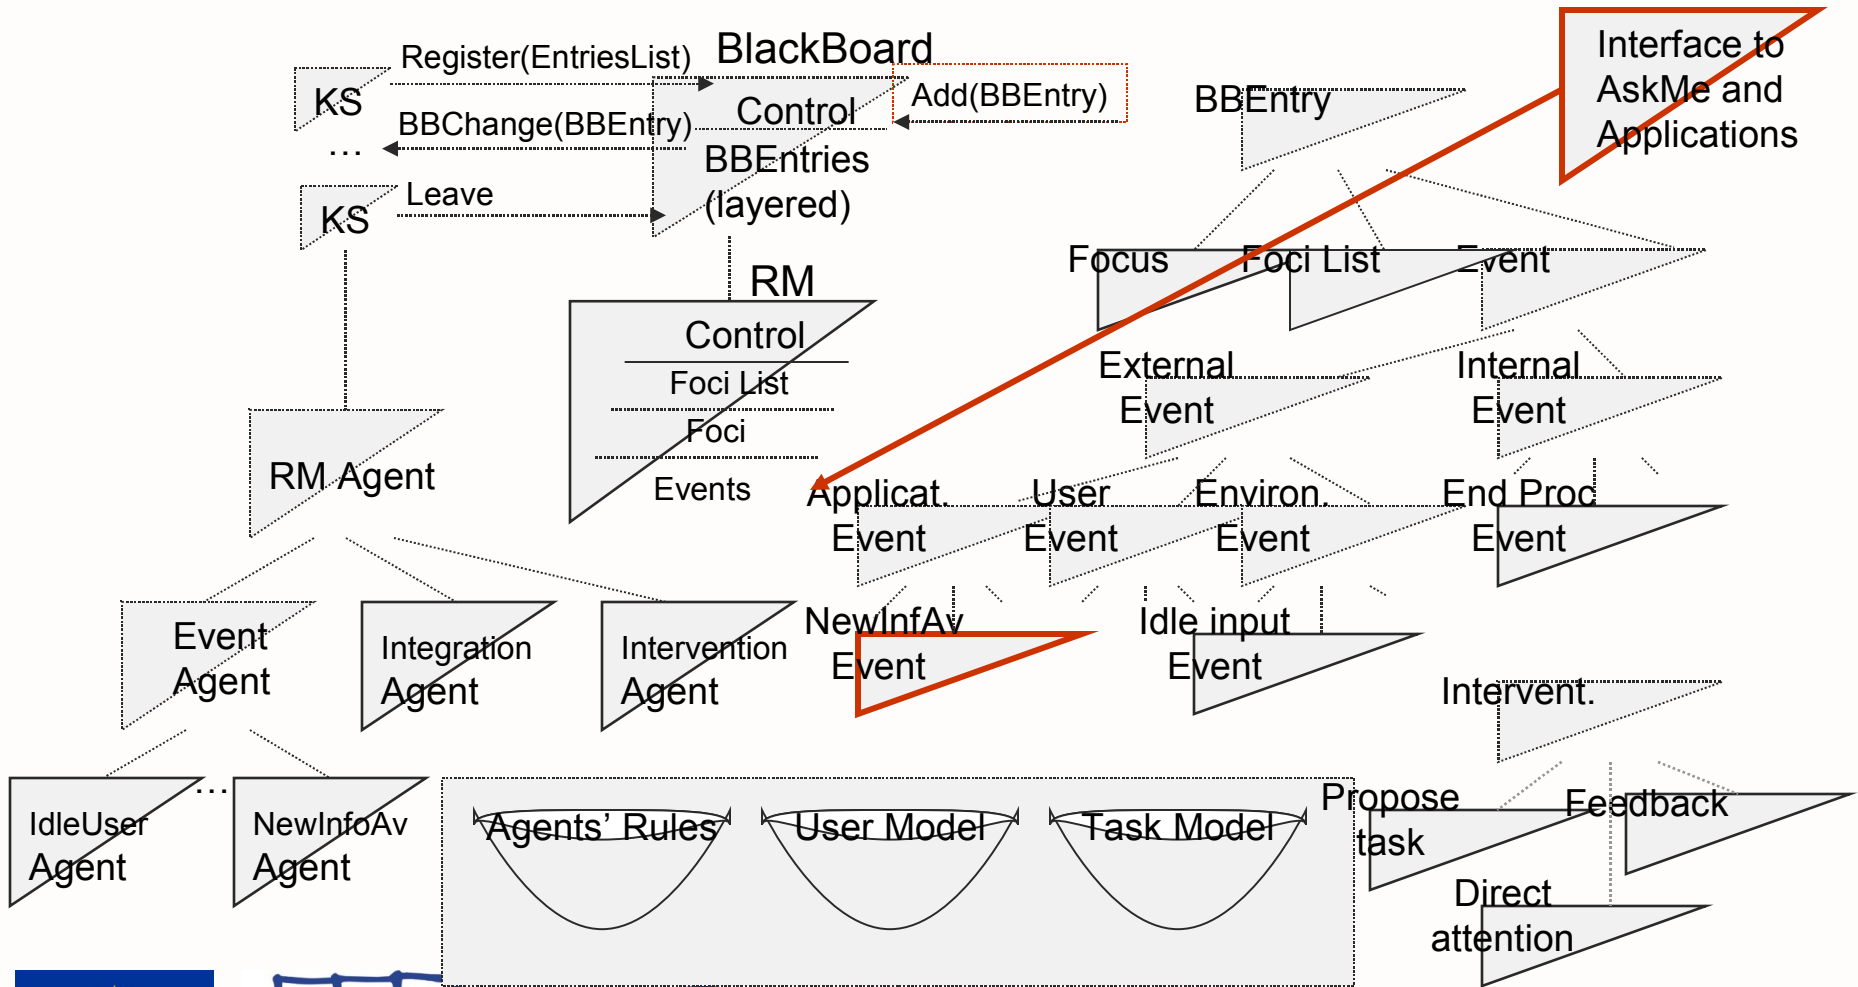 BlackBoard
Register(EntriesList)
KS
Control
Add(BBEntry)
BBChange(BBEntry)
…
BBEntries
(layered)
Leave
KS
BBEntry
Interface to
AskMe and
Applications
RM
Control
Foci List
Foci
Events
Focus
Foci List
Event
External
Event
Internal
Event
RM Agent
Applicat.
Event
User
Event
Environ.
Event
End Proc
Event
Event
Agent
Integration
Agent
Intervention
Agent
NewInfAv
Event
Idle input
Event
Intervent.
IdleUser
Agent
…
NewInfoAv
Agent
Agents’ Rules
User Model
Task Model
Propose
task
Feedback
Direct
attention